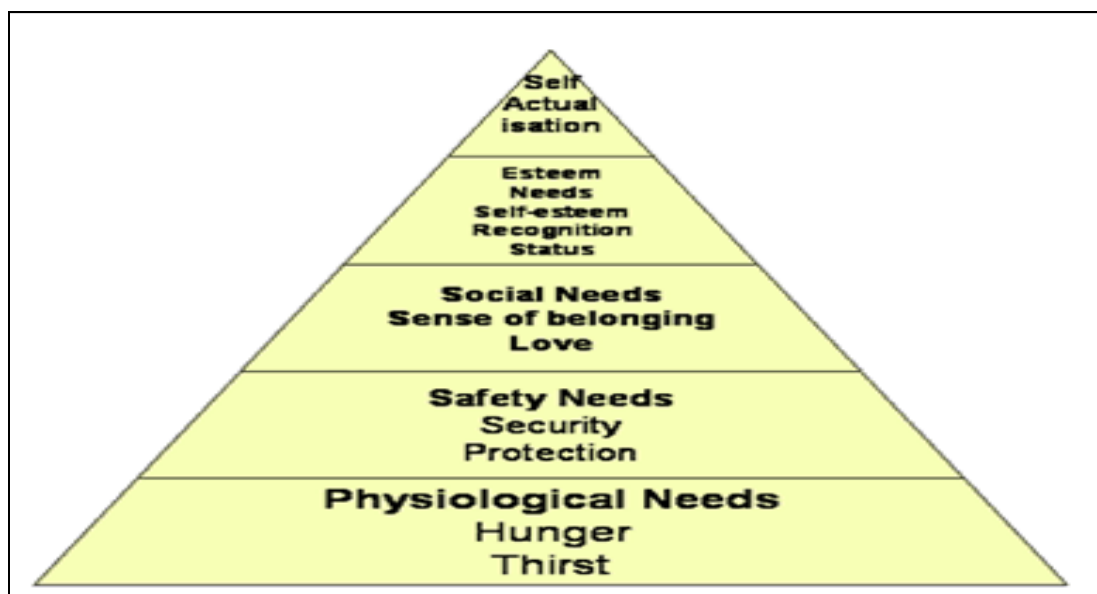 Self
Actual
isation
Esteem
Needs
Self-esteem
Recognition
Status
Social Needs
Sense of belonging
Love
Safety Needs
Security
Protection
Physiological Needs
Hunger
Thirst